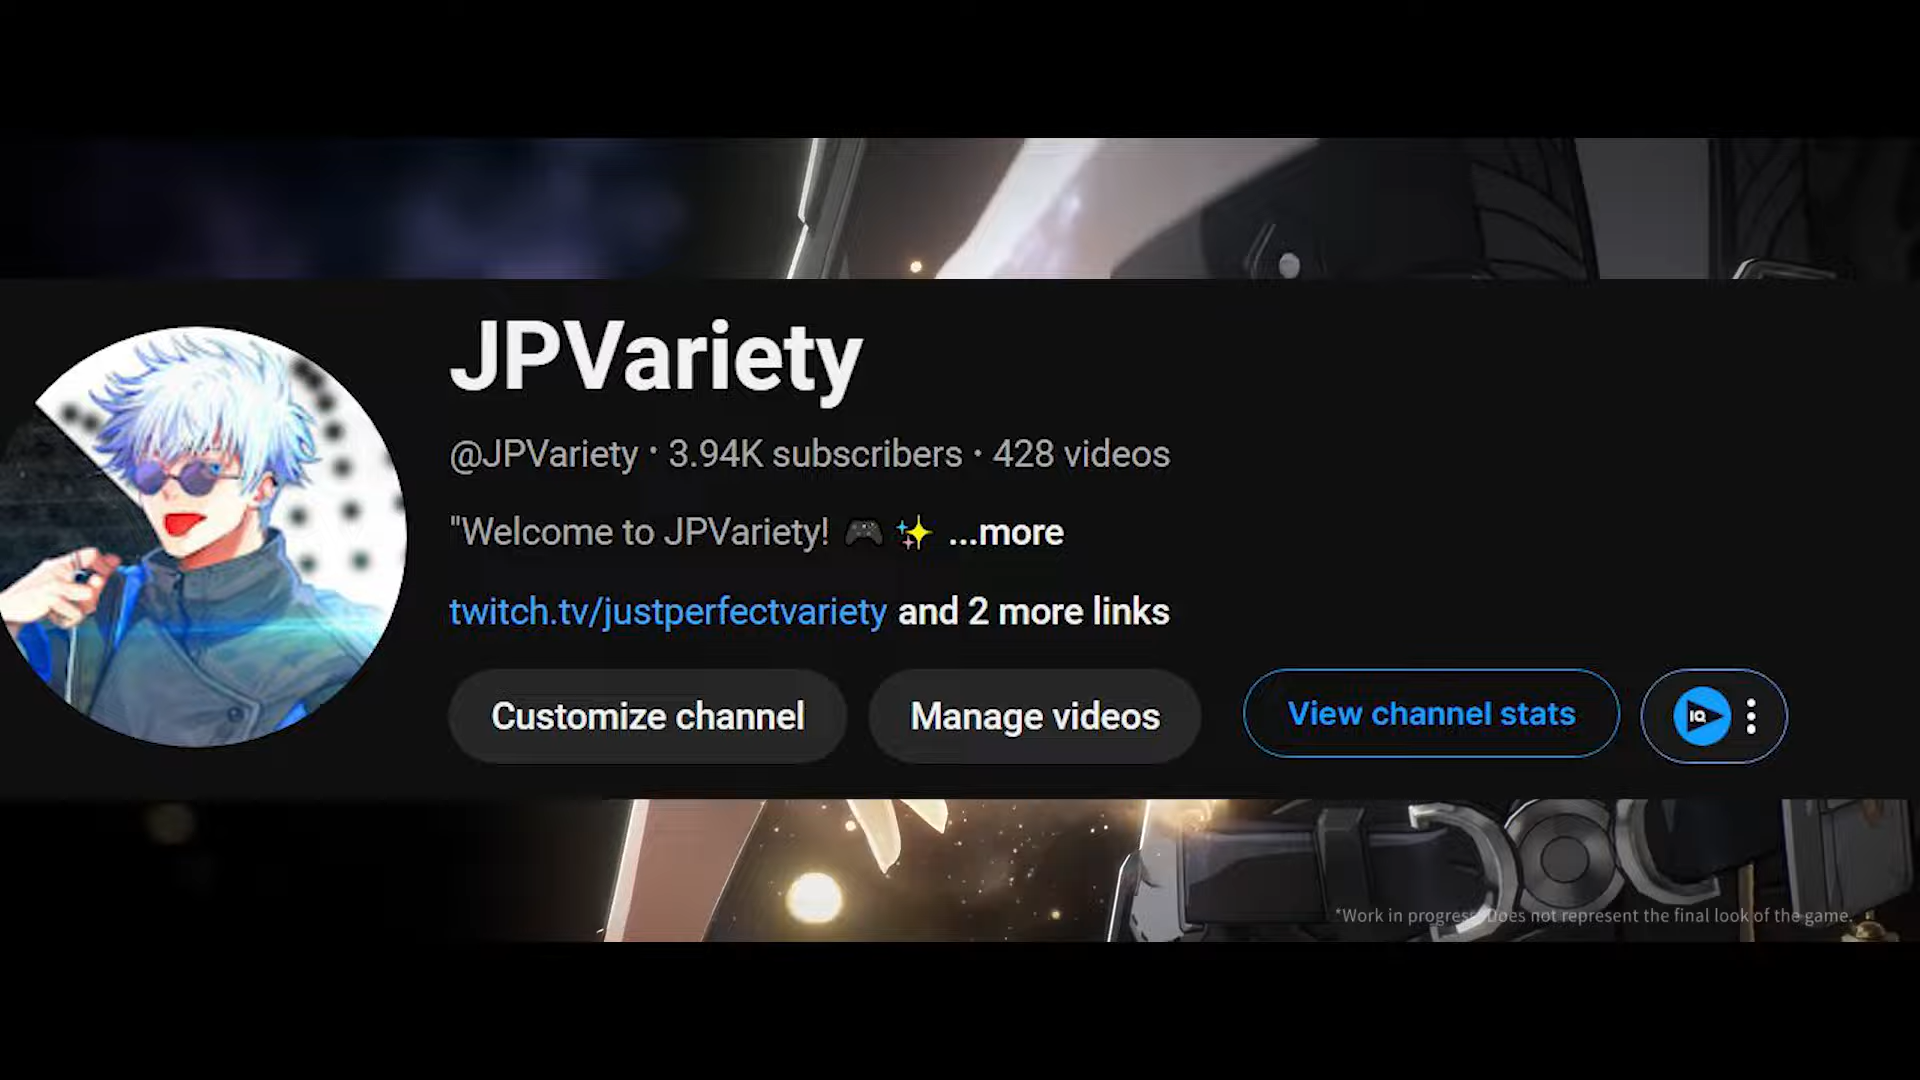 JPVariety
@JPVariety · 3.94K subscribers · 428 videos
"Welcome to JPVariety! 🎮 ✨ ...more
twitch.tv/justperfectvariety and 2 more links
Customize channel
Manage videos
View channel stats
IQ
*Work in progress. Does not represent the final look of the game.